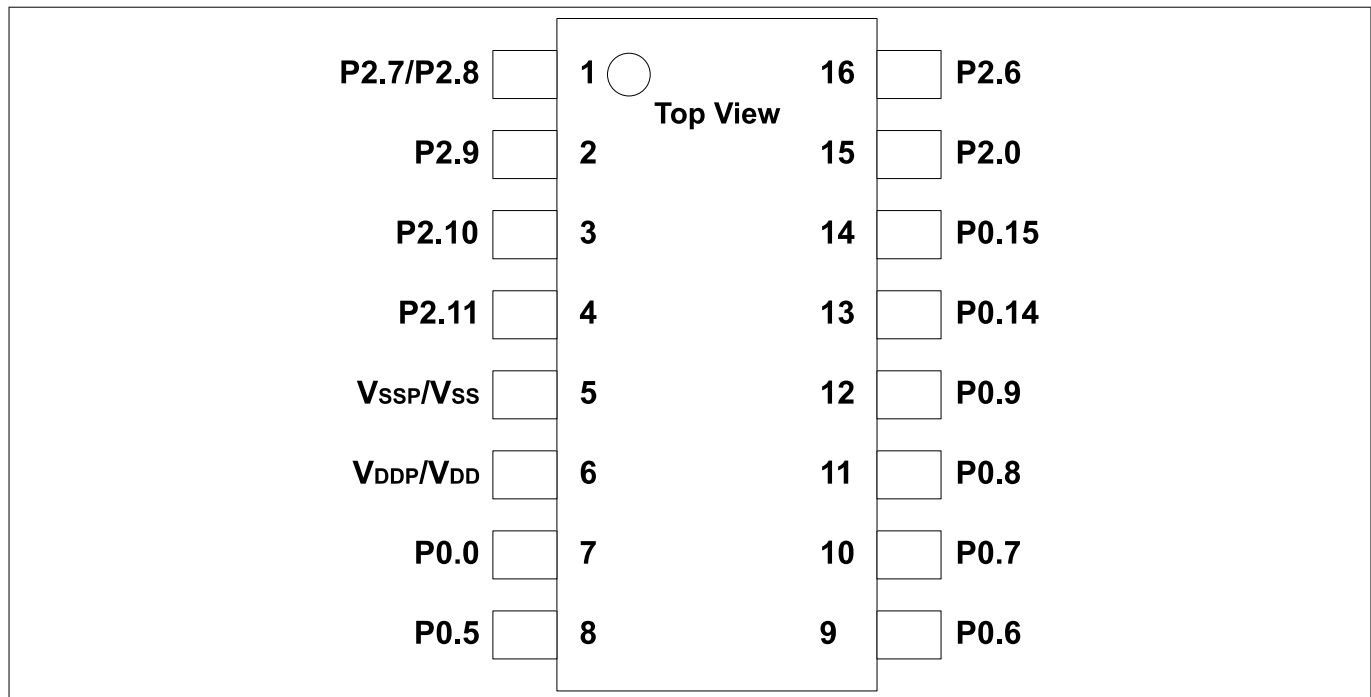 P2.7/P2.8 1 16 P2.6
Top View
P2.9 2 15 P2.0
P2.10 3 14 P0.15
P2.11 4 13 P0.14
VSSP/VSS 5 12 P0.9
VDDP/VDD 6 11 P0.8
P0.0 7 10 P0.7
P0.5 8 9 P0.6